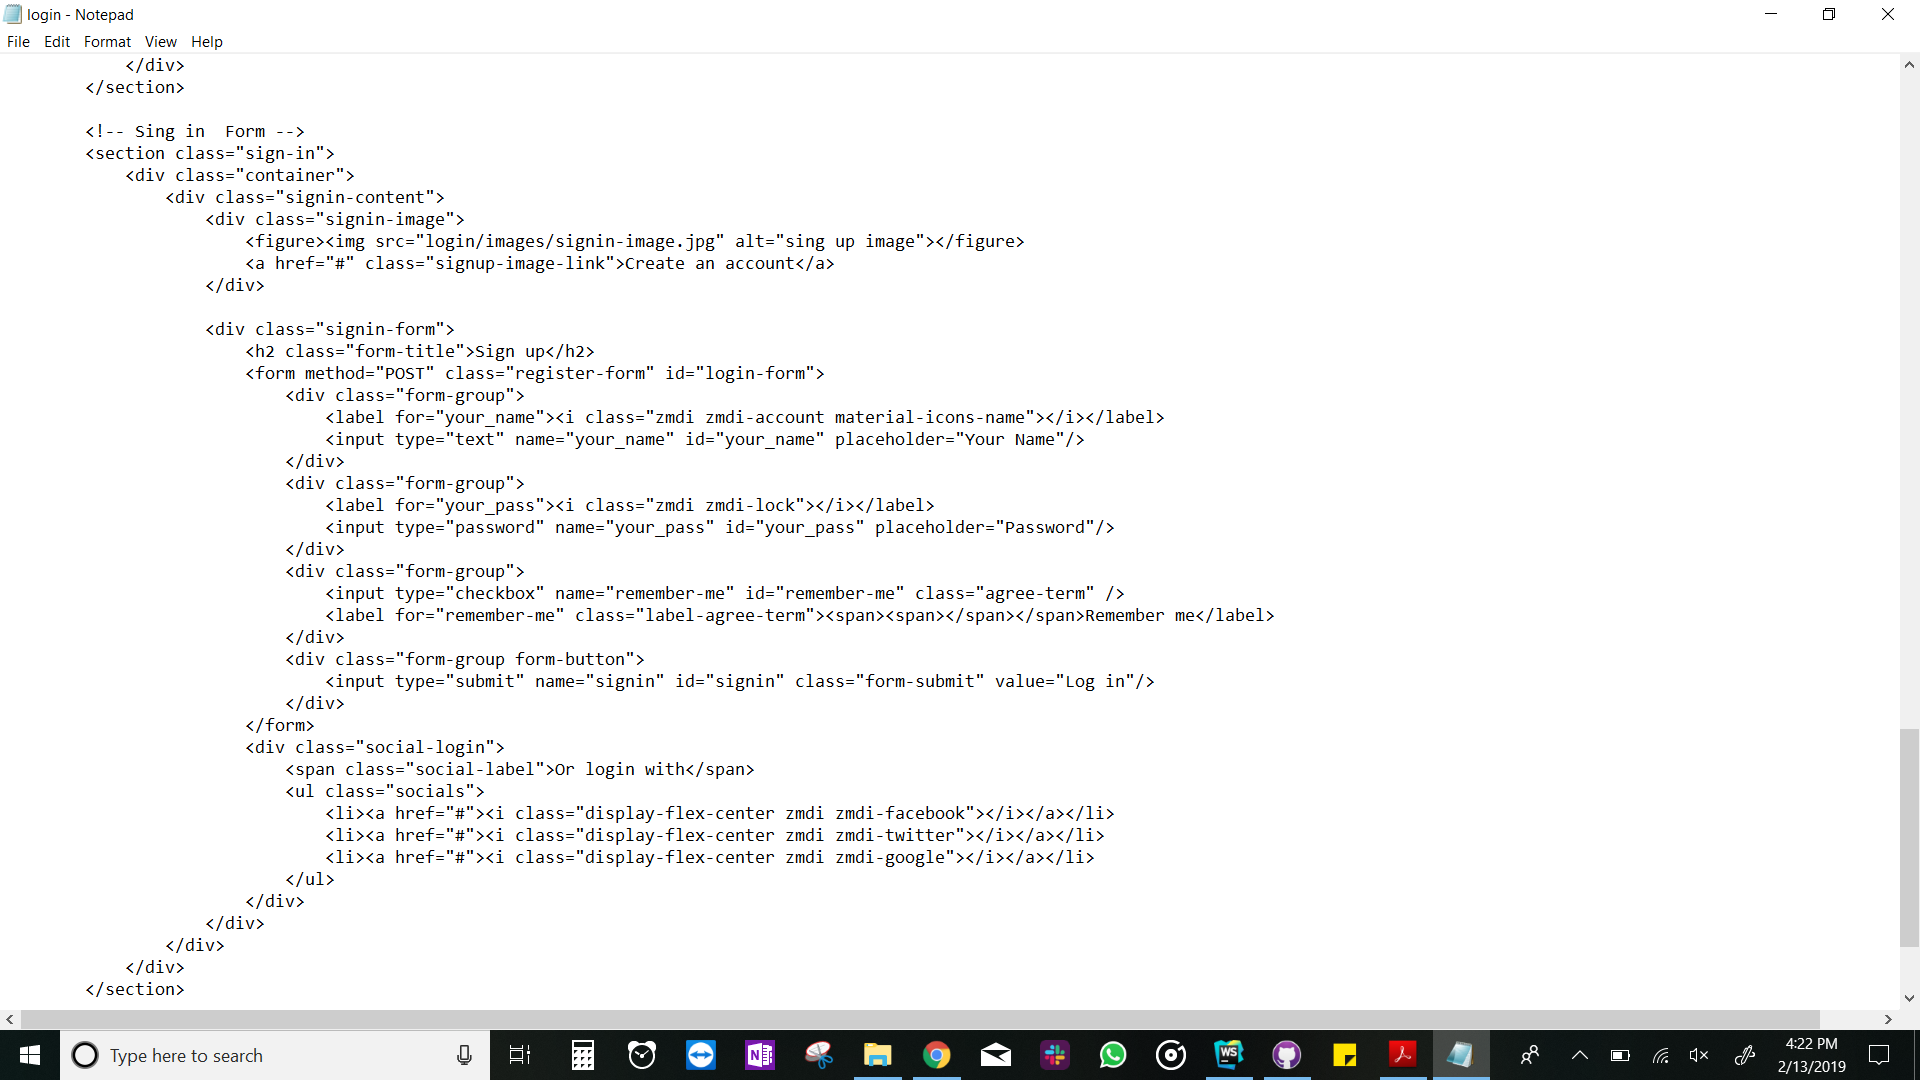 login - Notepad
File Edit Format View Help
            </div>
        </section>

        <!-- Sing in  Form -->
        <section class="sign-in">
            <div class="container">
                <div class="signin-content">
                    <div class="signin-image">
                        <figure><img src="login/images/signin-image.jpg" alt="sing up image"></figure>
                        <a href="#" class="signup-image-link">Create an account</a>
                    </div>

                    <div class="signin-form">
                        <h2 class="form-title">Sign up</h2>
                        <form method="POST" class="register-form" id="login-form">
                            <div class="form-group">
                                <label for="your_name"><i class="zmdi zmdi-account material-icons-name"></i></label>
                                <input type="text" name="your_name" id="your_name" placeholder="Your Name"/>
                            </div>
                            <div class="form-group">
                                <label for="your_pass"><i class="zmdi zmdi-lock"></i></label>
                                <input type="password" name="your_pass" id="your_pass" placeholder="Password"/>
                            </div>
                            <div class="form-group">
                                <input type="checkbox" name="remember-me" id="remember-me" class="agree-term" />
                                <label for="remember-me" class="label-agree-term"><span><span></span></span>Remember me</label>
                            </div>
                            <div class="form-group form-button">
                                <input type="submit" name="signin" id="signin" class="form-submit" value="Log in"/>
                            </div>
                        </form>
                        <div class="social-login">
                            <span class="social-label">Or login with</span>
                            <ul class="socials">
                                <li><a href="#"><i class="display-flex-center zmdi zmdi-facebook"></i></a></li>
                                <li><a href="#"><i class="display-flex-center zmdi zmdi-twitter"></i></a></li>
                                <li><a href="#"><i class="display-flex-center zmdi zmdi-google"></i></a></li>
                            </ul>
                        </div>
                    </div>
                </div>
            </div>
        </section>
Type here to search
N
WS
4:22 PM
2/13/2019